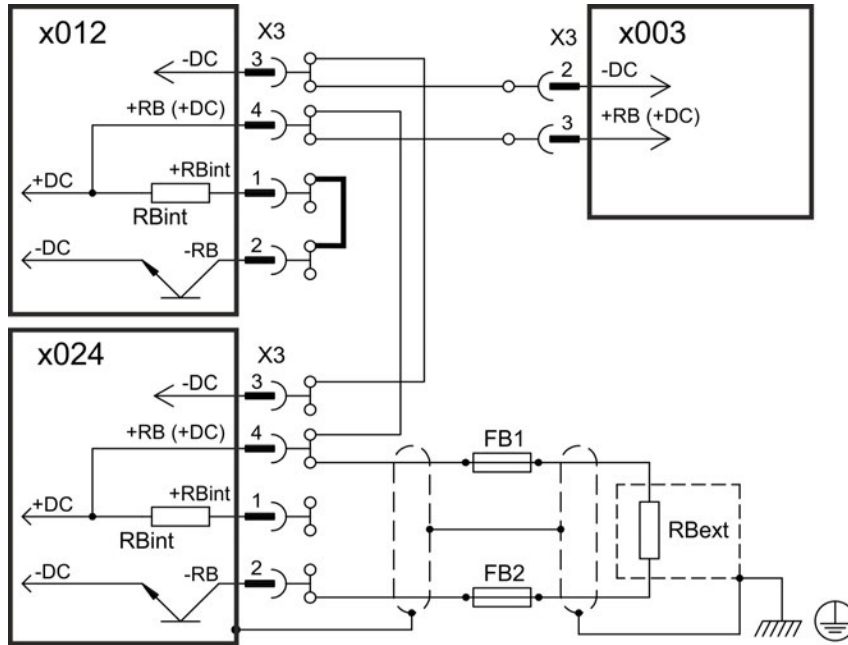 x012
X3
-DC
3
+RB (+DC)
4
+DC
+RBint
1
RBint
-DC
-RB
2
X3
x003
2
-DC
3
+RB (+DC)
x024
X3
-DC
3
+RB (+DC)
4
+DC
+RBint
1
RBint
-DC
-RB
2
FB1
FB2
RBext